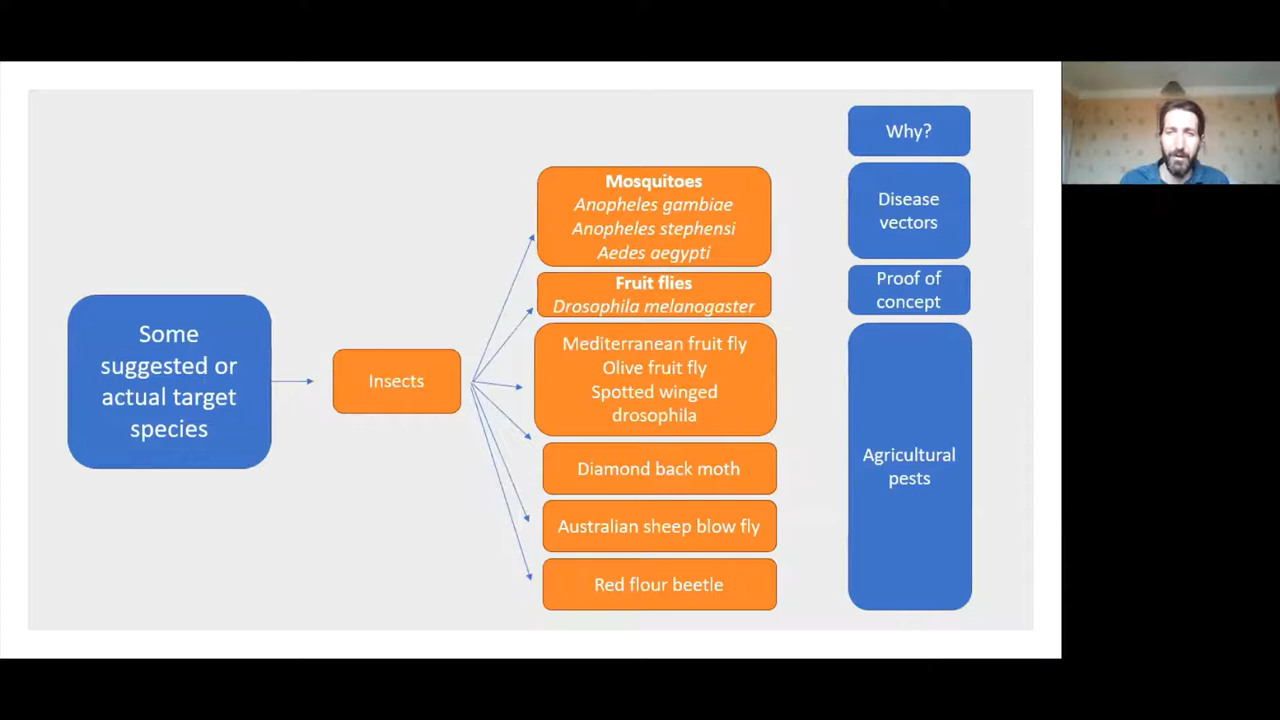 Some
suggested or
actual target
species
Insects
Mosquitoes
Anopheles gambiae
Anopheles stephensi
Aedes aegypti
Fruit flies
Drosophila melanogaster
Mediterranean fruit fly
Olive fruit fly
Spotted winged
drosophila
Diamond back moth
Australian sheep blow fly
Red flour beetle
Why?
Disease
vectors
Proof of
concept
Agricultural
pests